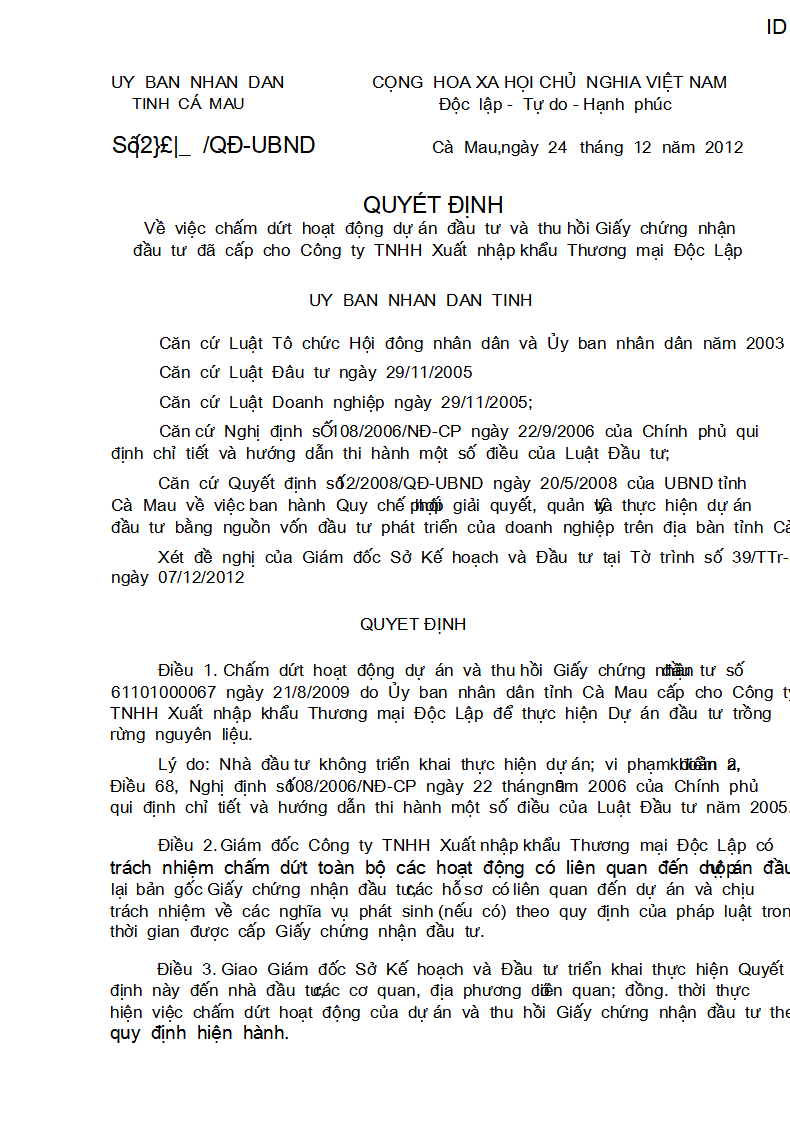 ID
UY BAN NHAN DAN
CỌNG HOA XA HỌI CHỦ NGHIA VIỆT NAM
TINH CÁ MAU
Độc lập - Tự do - Hạnh phúc
/QĐ-UBND
Cà Mau,ngày 24 tháng 12 năm 2012
QUYÉT ĐỊNH
Về việc chấm dứt hoạt động dự án đầu tư và thu hồi Giấy chứng nhận
đầu tư đã cấp cho Công ty TNHH Xuất nhập khẩu Thương mại Độc Lập
UY BAN NHAN DAN TINH
Căn cứ Luật Tô chức Hội đông nhân dân và Ủy ban nhân dân năm 2003
Căn cứ Luật Đâu tư ngày 29/11/2005
Căn cứ Luật Doanh nghiệp ngày 29/11/2005;
Căn cứ Nghị định sỐ108/2006/NĐ-CP ngày 22/9/2006 của Chính phủ qui
định chỉ tiết và hướng dẫn thi hành một số điều của Luật Đầu tư;
Căn cứ Quyết định số12/2008/QĐ-UBND ngày 20/5/2008 của UBND tỉnh
Cà Mau về việc ban hành Quy chế phối hợp giải quyết, quản lý và thực hiện dự án
đầu tư bằng nguồn vốn đầu tư phát triển của doanh nghiệp trên địa bàn tỉnh Cà
Xét đề nghị của Giám đốc Sở Kế hoạch và Đầu tư tại Tờ trình số 39/TTr-
ngày 07/12/2012
QUYET ĐỊNH
Điều 1. Chấm dứt hoạt động dự án và thu hồi Giấy chứng nhận đầu tư số
61101000067 ngày 21/8/2009 do Ủy ban nhân dân tỉnh Cà Mau cấp cho Công ty
TNHH Xuất nhập khẩu Thương mại Độc Lập để thực hiện Dự án đầu tư trồng
rừng nguyên liệu.
Lý do: Nhà đầu tư không triển khai thực hiện dự án; vi phạm điểm a, khoản 2,
Điều 68, Nghị định số108/2006/NĐ-CP ngày 22 tháng 9 năm 2006 của Chính phủ
qui định chỉ tiết và hướng dẫn thi hành một số điều của Luật Đầu tư năm 2005.
Điều 2. Giám đốc Công ty TNHH Xuất nhập khẩu Thương mại Độc Lập có
trách nhiệm chấm dứt toàn bộ các hoạt động có liên quan đến dự án đầu nộp
lại bản gốc Giấy chứng nhận đầu tư, các hồ sơ có liên quan đến dự án và chịu
trách nhiệm về các nghĩa vụ phát sinh (nếu có) theo quy định của pháp luật tron
thời gian được cấp Giấy chứng nhận đầu tư.
Điều 3. Giao Giám đốc Sở Kế hoạch và Đầu tư triển khai thực hiện Quyết
định này đến nhà đầu tư, các cơ quan, địa phương có liên quan; đồng. thời thực
hiện việc chấm dứt hoạt động của dự án và thu hồi Giấy chứng nhận đầu tư the
quy định hiện hành.